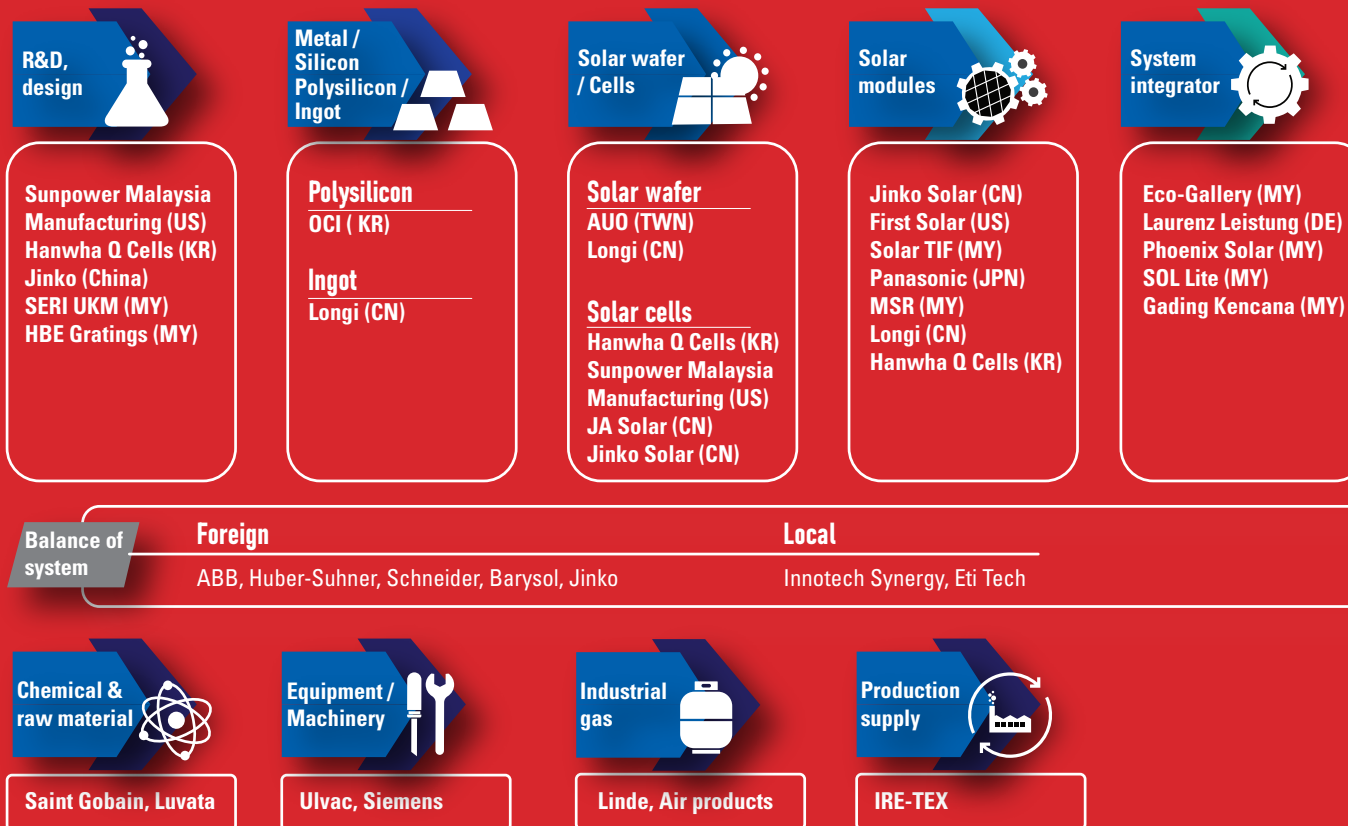 R&D,
design
Sunpower Malaysia
Manufacturing (US)
Hanwha Q Cells (KR)
Jinko (China)
SERI UKM (MY)
HBE Gratings (MY)
Metal /
Silicon
Polysilicon /
Ingot
Polysilicon
OCI ( KR)
Ingot
Longi (CN)
Solar wafer
/ Cells
Solar wafer
AUO (TWN)
Longi (CN)
Solar cells
Hanwha Q Cells (KR)
Sunpower Malaysia
Manufacturing (US)
JA Solar (CN)
Jinko Solar (CN)
Solar
modules
Jinko Solar (CN)
First Solar (US)
Solar TIF (MY)
Panasonic (JPN)
MSR (MY)
Longi (CN)
Hanwha Q Cells (KR)
System
integrator
Eco-Gallery (MY)
Laurenz Leistung (DE)
Phoenix Solar (MY)
SOL Lite (MY)
Gading Kencana (MY)
Balance of
system
Foreign
ABB, Huber-Suhner, Schneider, Barysol, Jinko
Local
Innotech Synergy, Eti Tech
Chemical &
raw material
Saint Gobain, Luvata
Equipment /
Machinery
Ulvac, Siemens
Industrial
gas
Linde, Air products
Production
supply
IRE-TEX